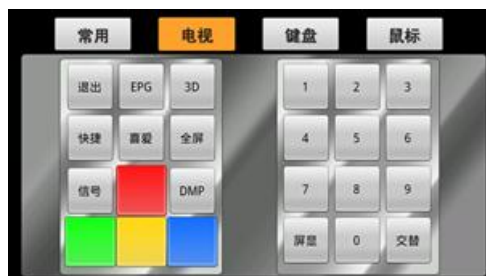 常用 电视 键盘 鼠标
退出 EPG 3D 1 2 3
快捷 喜爱 全屏 4 5 6
信号 DMP 7 8 9
屏显 0 交替